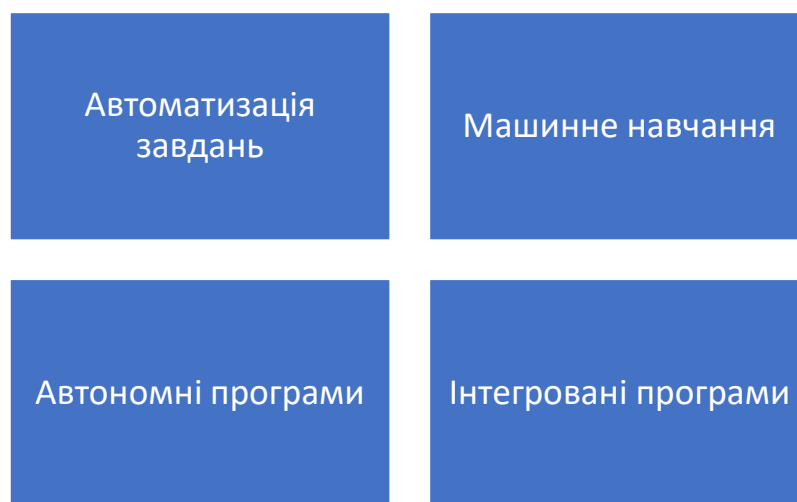 Автоматизація
завдань
Машинне навчання
Автономні програми
Інтегровані програми